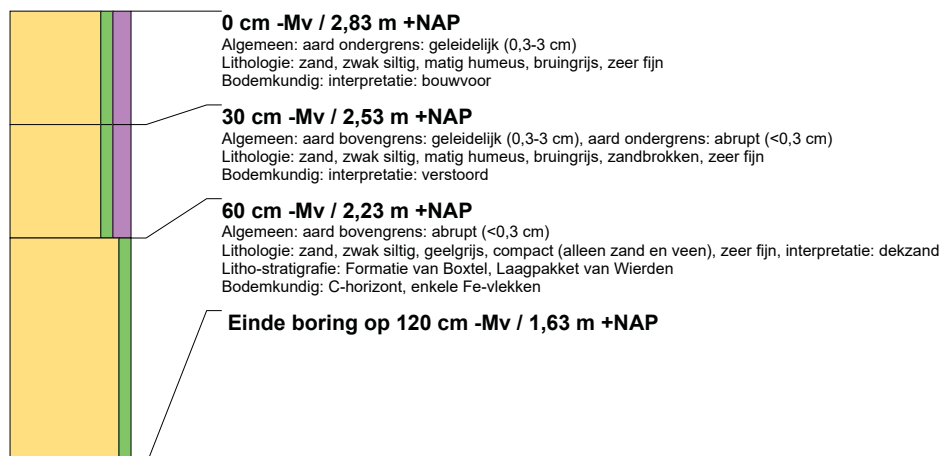 0 cm -Mv / 2,83 m +NAP
Algemeen: aard ondergrens: geleidelijk (0,3-3 cm)
Lithologie: zand, zwak siltig, matig humeus, bruingrijs, zeer fijn
Bodemkundig: interpretatie: bouwvoor
30 cm -Mv / 2,53 m +NAP
Algemeen: aard bovengrens: geleidelijk (0,3-3 cm), aard ondergrens: abrupt (<0,3 cm)
Lithologie: zand, zwak siltig, matig humeus, bruingrijs, zandbrokken, zeer fijn
Bodemkundig: interpretatie: verstoord
60 cm -Mv / 2,23 m +NAP
Algemeen: aard bovengrens: abrupt (<0,3 cm)
Lithologie: zand, zwak siltig, geelgrijs, compact (alleen zand en veen), zeer fijn, interpretatie: dekzand
Litho-stratigrafie: Formatie van Boxtel, Laagpakket van Wierden
Bodemkundig: C-horizont, enkele Fe-vlekken
Einde boring op 120 cm -Mv / 1,63 m +NAP